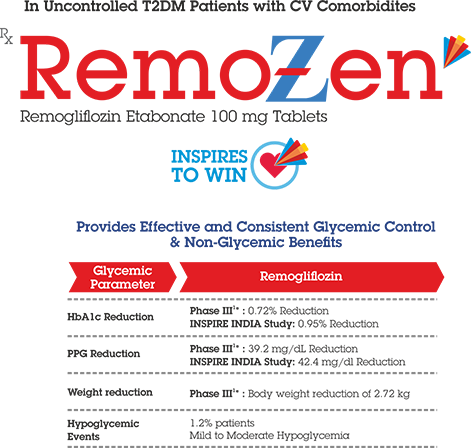 In Uncontrolled T2DM Patients with CV Comorbidites
Rx
RemoZen
Remogliflozin Etabonate 100 mg Tablets
INSPIRES
TO WIN
Provides Effective and Consistent Glycemic Control
& Non-Glycemic Benefits
Glycemic Parameter
Remogliflozin
HbA1c Reduction
Phase III¹* : 0.72% Reduction
INSPIRE INDIA Study: 0.95% Reduction
PPG Reduction
Phase III¹* : 39.2 mg/dL Reduction
INSPIRE INDIA Study: 42.4 mg/dl Reduction
Weight reduction
Phase III¹* : Body weight reduction of 2.72 kg
Hypoglycemic
Events
1.2% patients
Mild to Moderate Hypoglycemia